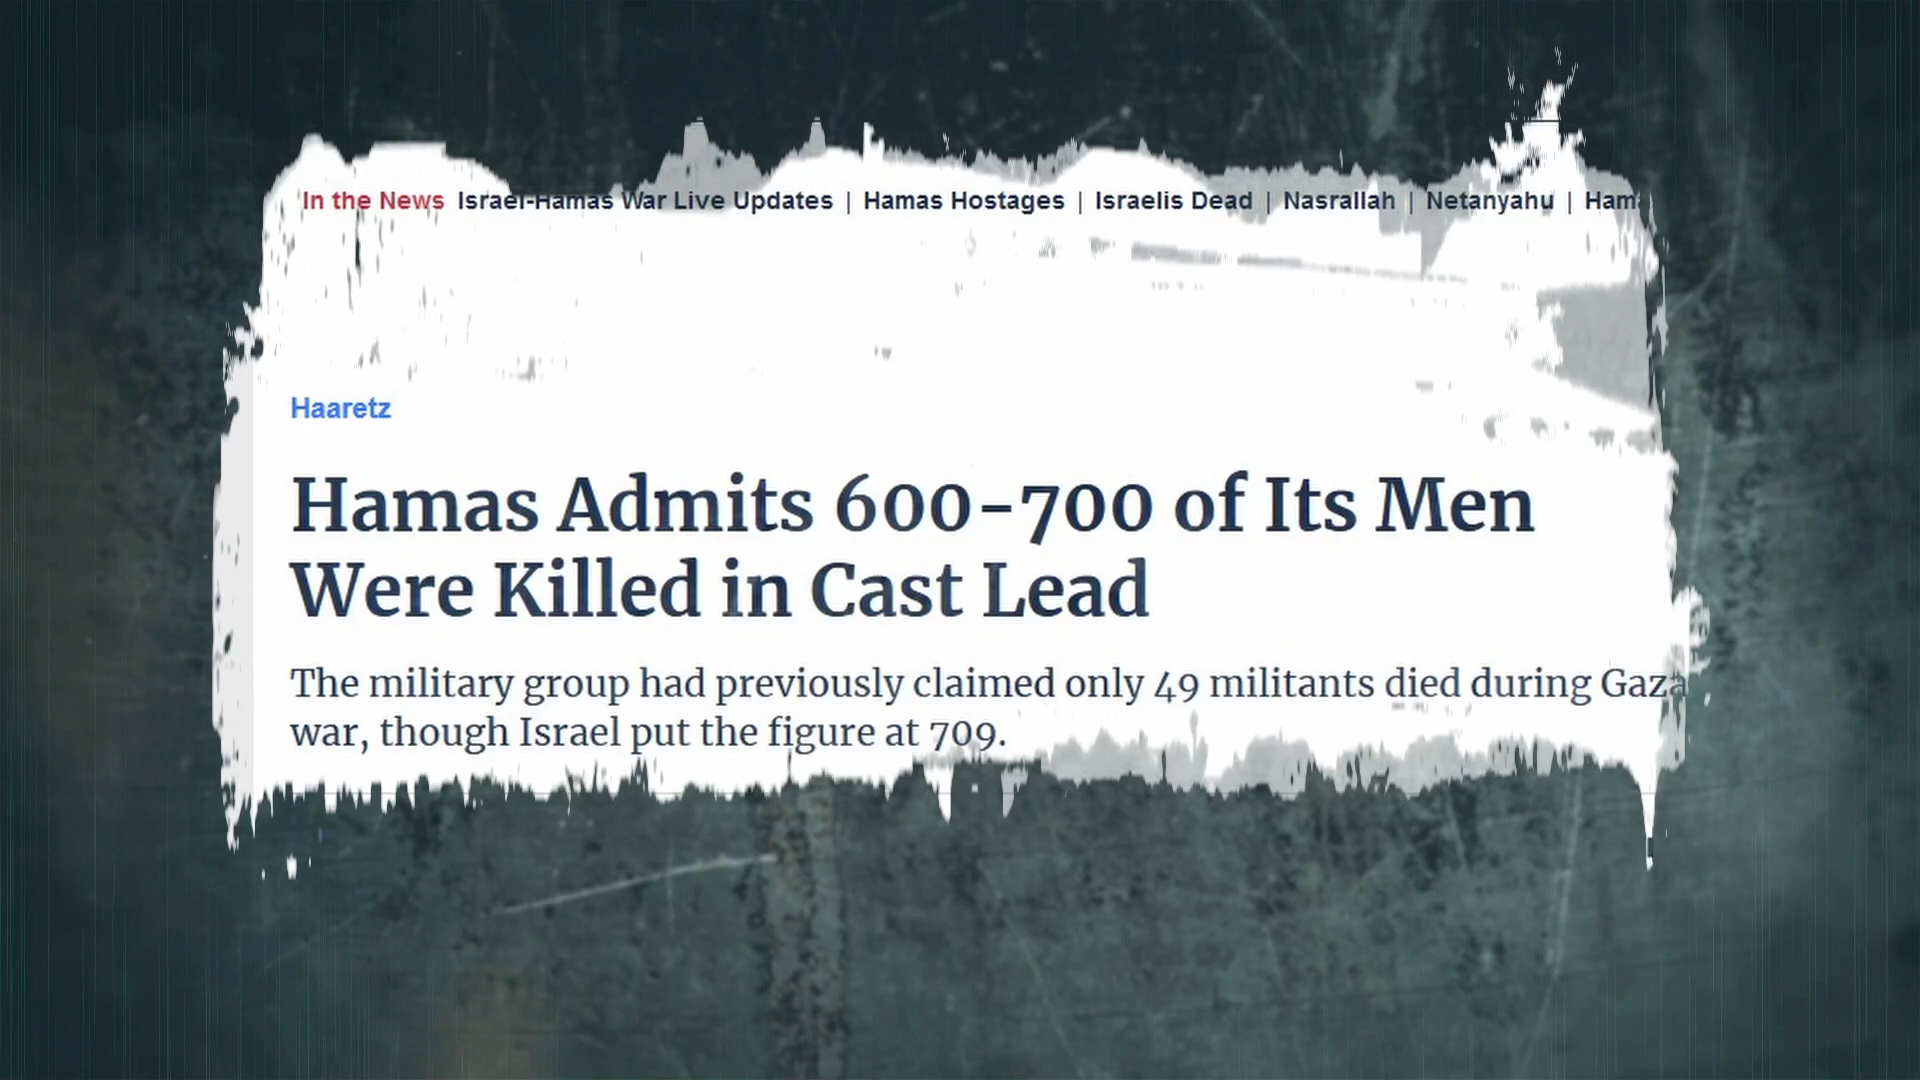 In the News Israel-Hamas War Live Updates | Hamas Hostages | Israelis Dead | Nasrallah | Netanyahu | Ham
Haaretz
Hamas Admits 600-700 of Its Men
Were Killed in Cast Lead
The military group had previously claimed only 49 militants died during Gaza
war, though Israel put the figure at 709.